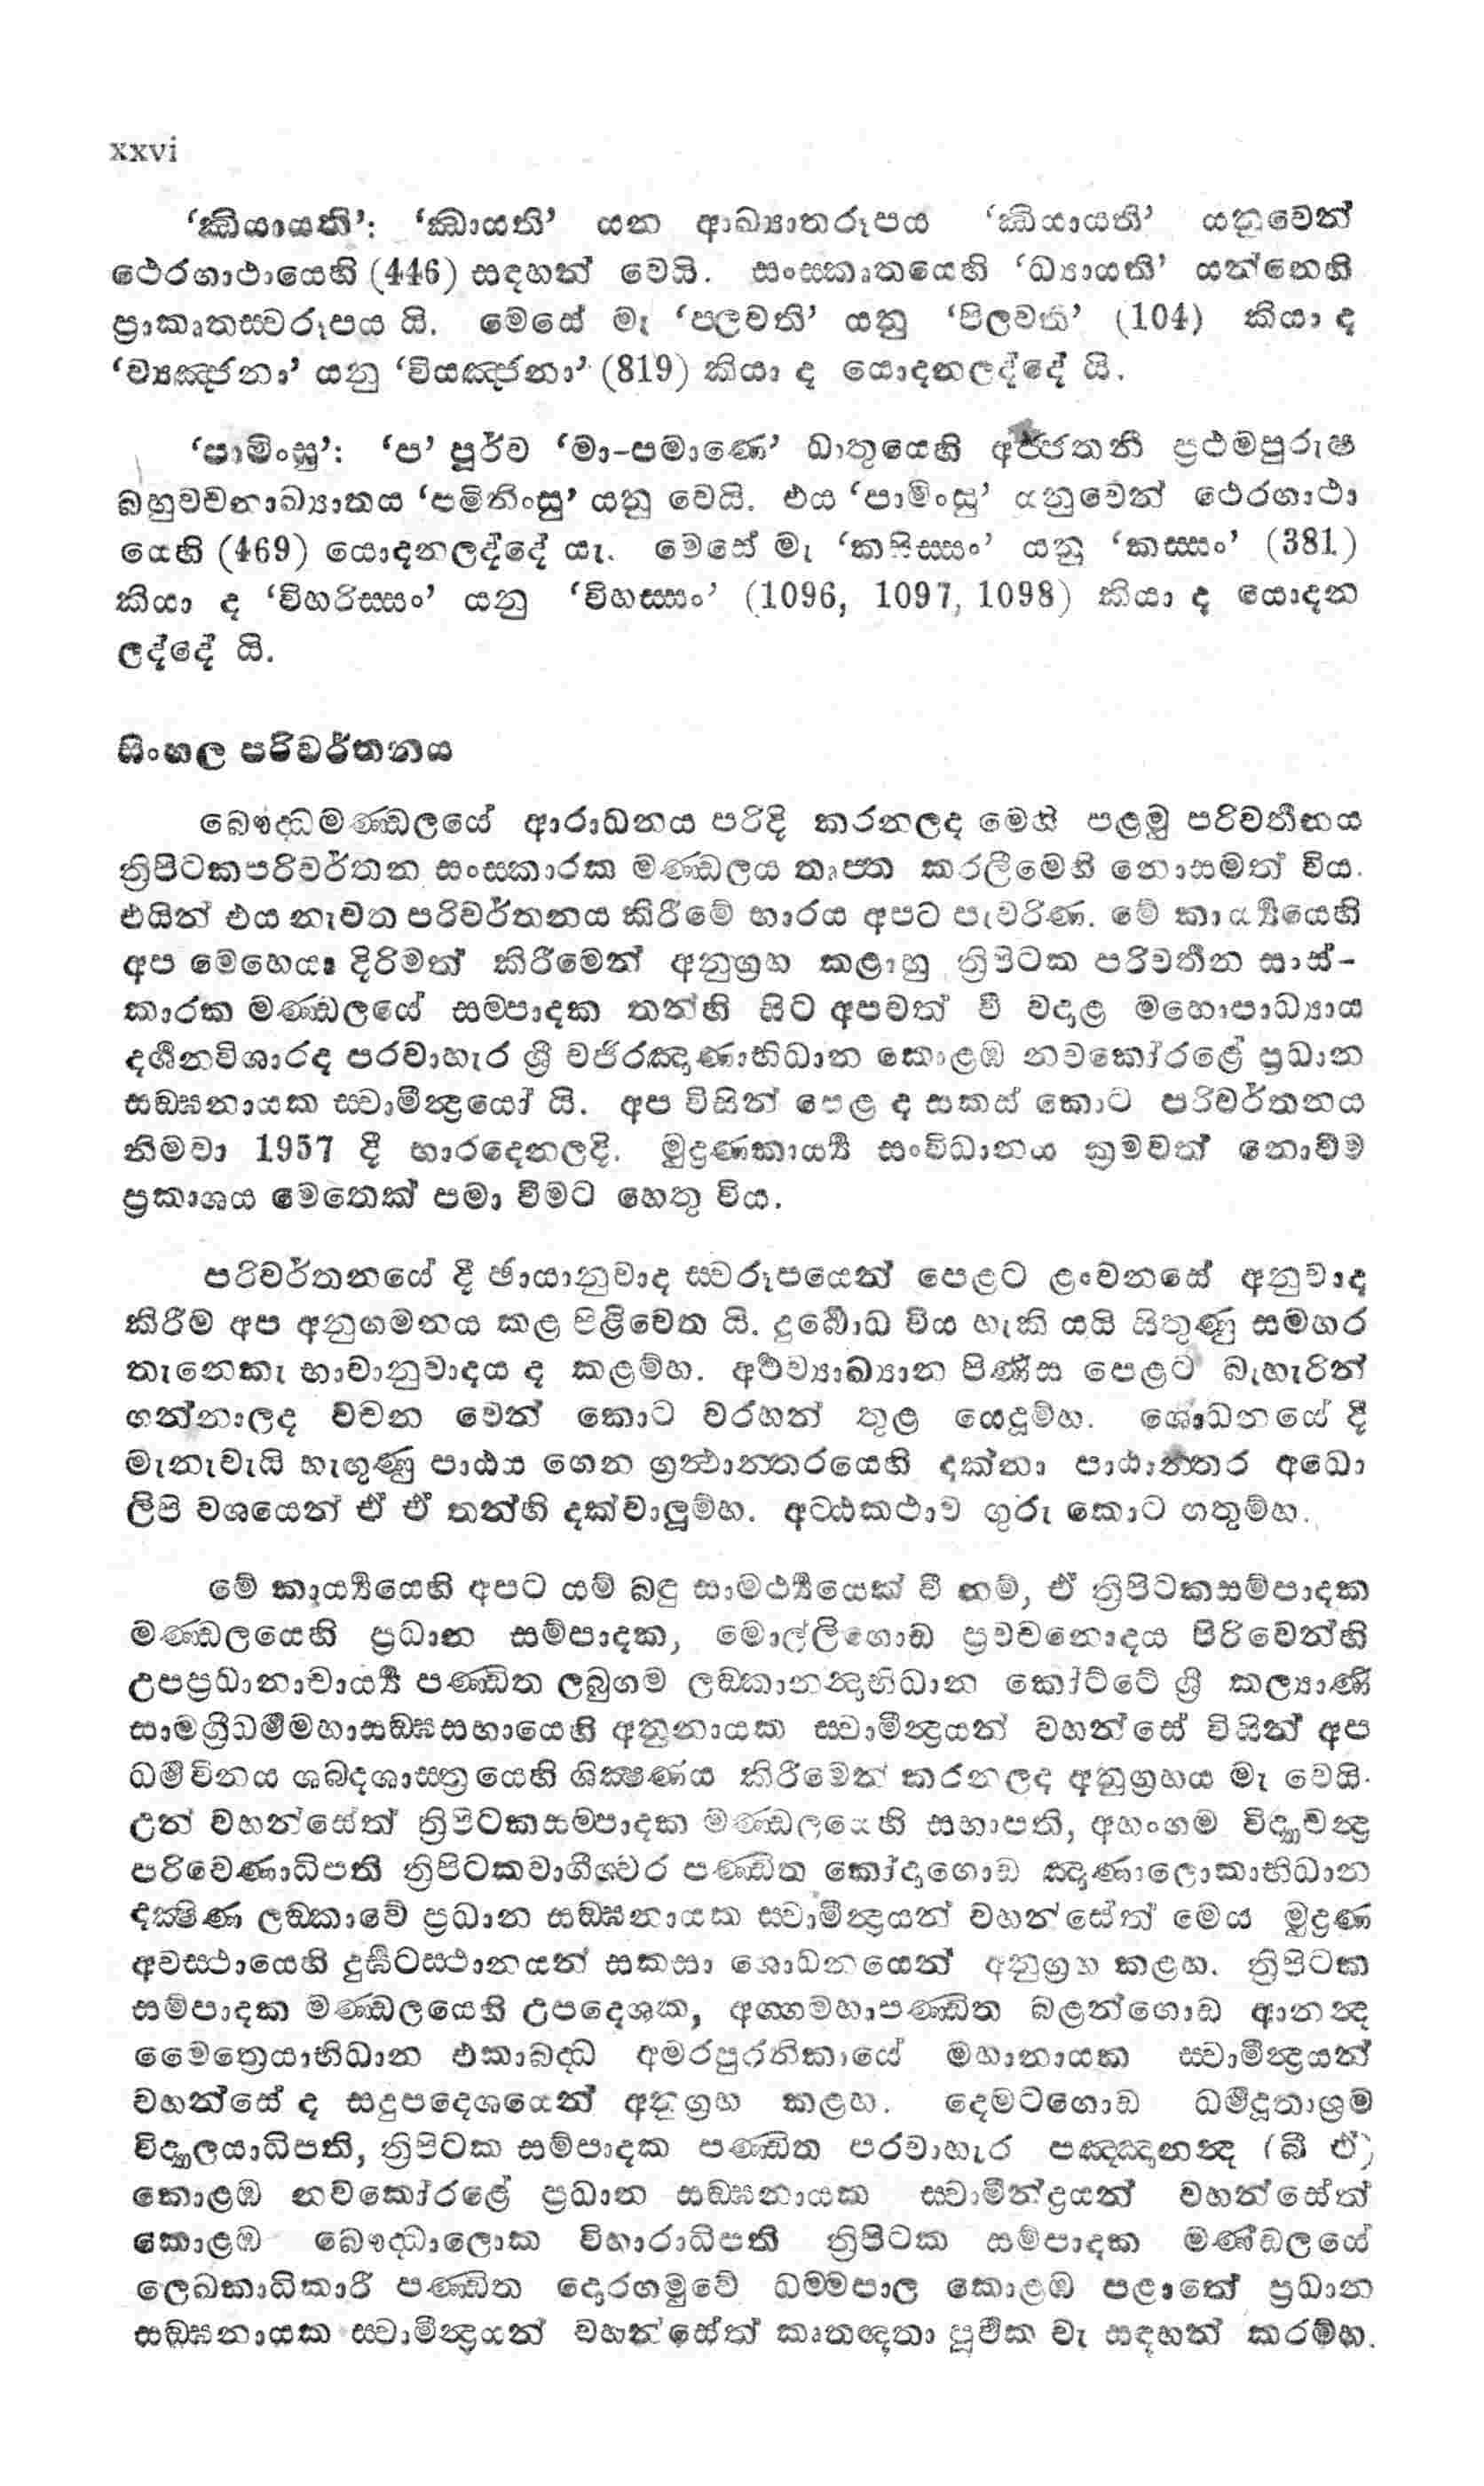 xxvi
‘ඣියායති’: ‘ඣායති’ යන ආඛ්‍යාතරූපය ‘ඣියායති’ යනුවෙන්
ථෙරගාථායෙහි (446) සඳහන් වෙයි. සංස්කෘතයෙහි ‘ධ්‍යායති’ යන්නෙහි
ප්‍රාකෘතස්වරූපය යි. මෙසේ මැ ‘පලවති’ යනු ‘පිලවති’ (104) කියා ද
‘ව්‍යඤ්ජනා’ යනු ‘වියඤ්ජනා’ (819) කියා ද යොදනලද්දේ යි.
‘පාමිංසු’: ‘ප’ පූර්ව ‘මා-පමාණෙ’ ධාතුයෙහි අජ්ජතනී ප්‍රථමපුරුෂ
බහුවචනාඛ්‍යාතය ‘පමිනිංසු’ යනු වෙයි. එය ‘පාමිංසු’ යනුවෙන් ථෙරගාථා
යෙහි (469) යොදනලද්දේ යැ. මෙසේ මැ ‘කසිස්සං’ යනු ‘කස්සං’ (381)
කියා ද ‘විහරිස්සං’ යනු ‘විහස්සං’ (1096, 1097, 1098) කියා ද යොදන
ලද්දේ යි.
සිංහල පරිවර්තනය
බෞද්ධමණ්ඩලයේ ආරාධනය පරිදි කරනලද මෙහි පළමු පරිවර්තනය
ත්‍රිපිටකපරිවර්තන සංස්කාරක මණ්ඩලය තෘප්ත කරලීමෙහි නොසමත් විය.
එයින් එය නැවත පරිවර්තනය කිරීමේ භාරය අපට පැවරිණ. මේ කාර්‍ය්‍යයෙහි
අප මෙහෙයා දිරිමත් කිරීමෙන් අනුග්‍රහ කළාහු ත්‍රිපිටක පරිවර්තන සංස්-
කාරක මණ්ඩලයේ සම්පාදක තන්හි සිට අපවත් වී වදාළ මහොපාධ්‍යාය
දර්ශනවිශාරද පරවාහැර ශ්‍රී වජිරඤාණාභිධාන කොළඹ නවකෝරළේ ප්‍රධාන
සඞ්ඝනායක ස්වාමීන්‍ද්‍රයෝ යි. අප විසින් පෙළ ද සකස් කොට පරිවර්තනය
නිමවා 1957 දී භාරදෙනලදි. මුද්‍රණකාර්‍ය්‍ය සංවිධානය ක්‍රමවත් නොවීම
ප්‍රකාශය මෙතෙක් පමා වීමට හෙතු විය.
පරිවර්තනයේ දී ඡායානුවාද ස්වරූපයෙන් පෙළට ළංවනසේ අනුවාද
කිරීම අප අනුගමනය කළ පිළිවෙත යි. දුර්බොධ විය හැකි යයි සිතුණු සමහර
තැනෙකැ භාවානුවාදය ද කළම්හ. අර්ථව්‍යාඛ්‍යාන පිණිස පෙළට බැහැරින්
ගන්නාලද වචන වෙන් කොට වරහන් තුළ යෙදූම්හ. ශොධනයේ දී
මැනැවැයි හැඟුණු පාඨය ගෙන ග්‍රන්‍ථාන්තරයෙහි දක්නා පාඨාන්තර අධො
ලිපි වශයෙන් ඒ ඒ තන්හි දක්වාලූම්හ. අට්ඨකථාව ගුරු කොට ගතුම්හ.
මේ කාර්‍ය්‍යයෙහි අපට යම් බඳු සාමර්ථ්‍යයෙක් වී නම්, ඒ ත්‍රිපිටකසම්පාදක
මණ්ඩලයෙහි ප්‍රධාන සම්පාදක, මොල්ලිගොඩ ප්‍රවචනොදය පිරිවෙන්හි
උපප්‍රධානාචාර්‍ය්‍ය පණ්ඩිත ලබුගම ලඞ්කානන්‍දාභිධාන කෝට්ටේ ශ්‍රී කල්‍යාණි
සාමග්‍රීධර්මමහාසඞ්ඝසභායෙහි අනුනායක ස්වාමීන්‍ද්‍රයන් වහන්සේ විසින් අප
ධර්මවිනය ශබ්දශාස්ත්‍රයෙහි ශික්‍ෂණය කිරීමෙන් කරනලද අනුග්‍රහය මැ වෙයි.
උන් වහන්සේත් ත්‍රිපිටකසම්පාදක මණ්ඩලයෙහි සභාපති, අහංගම විද්‍යාචන්‍ද්‍ර
පරිවෙණාධිපති ත්‍රිපිටකවාගීශ්වර පණ්ඩිත කෝදාගොඩ ඤාණාලොකාභිධාන
දක්‍ෂිණ ලඞ්කාවේ ප්‍රධාන සඞ්ඝනායක ස්වාමීන්‍ද්‍රයන් වහන්සේත් මෙය මුද්‍රණ
අවස්ථායෙහි දුර්ඝටස්ථානයන් සකසා ශොධනයෙන් අනුග්‍රහ කළහ. ත්‍රිපිටක
සම්පාදක මණ්ඩලයෙහි උපදෙශක, අග්ගමහාපණ්ඩිත බළන්ගොඩ ආනන්‍ද
මෛත්‍රෙයාභිධාන එකාබද්ධ අමරපුරනිකායේ මහානායක ස්වාමීන්‍ද්‍රයන්
වහන්සේ ද සදුපදෙශයෙන් අනුග්‍රහ කළහ. දෙමටගොඩ ධර්මදූතාශ්‍රම
විද්‍යාලයාධිපති, ත්‍රිපිටක සම්පාදක පණ්ඩිත පරවාහැර පඤ්ඤානන්‍ද (බී ඒ)
කොළඹ නවකෝරළේ ප්‍රධාන සඞ්ඝනායක ස්වාමීන්ද්‍රයන් වහන්සේත්
කොළඹ බෞද්ධාලොක විහාරාධිපති ත්‍රිපිටක සම්පාදක මණ්ඩලයේ
ලෙඛකාධිකාරී පණ්ඩිත දොරගමුවේ ධම්මපාල කොළඹ පළාතේ ප්‍රධාන
සඞ්ඝනායක ස්වාමීන්‍ද්‍රයන් වහන්සේත් කෘතඥතා පූර්වක වැ සඳහන් කරම්හ.